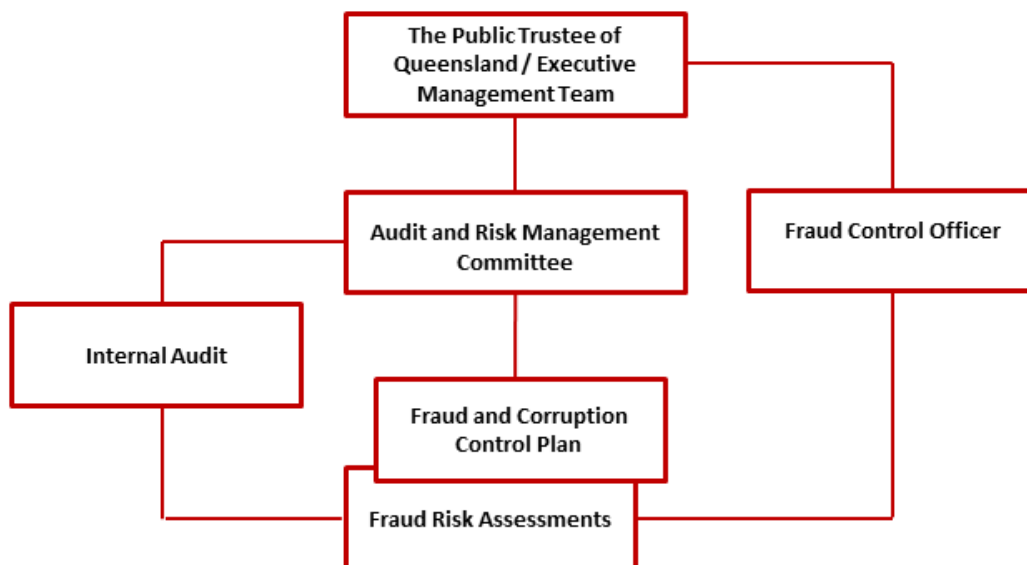 The Public Trustee of
Queensland / Executive
Management Team
Audit and Risk Management
Committee
Fraud Control Officer
Internal Audit
Fraud and Corruption
Control Plan
Fraud Risk Assessments